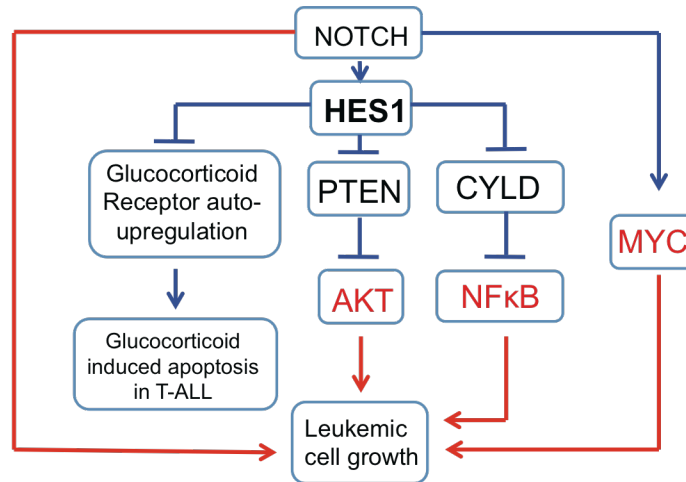 NOTCH
HES1
Glucocorticoid
Receptor auto-
upregulation
PTEN
CYLD
MYC
AKT
NFκB
Glucocorticoid
induced apoptosis
in T-ALL
Leukemic
cell growth